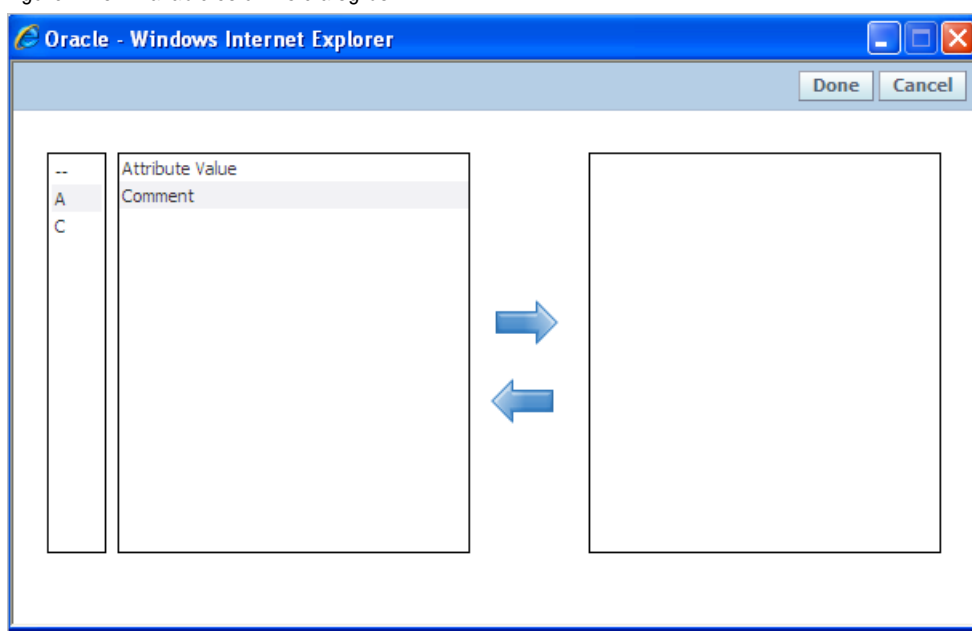 Oracle - Windows Internet Explorer
Done Cancel
--
A
C
Attribute Value
Comment